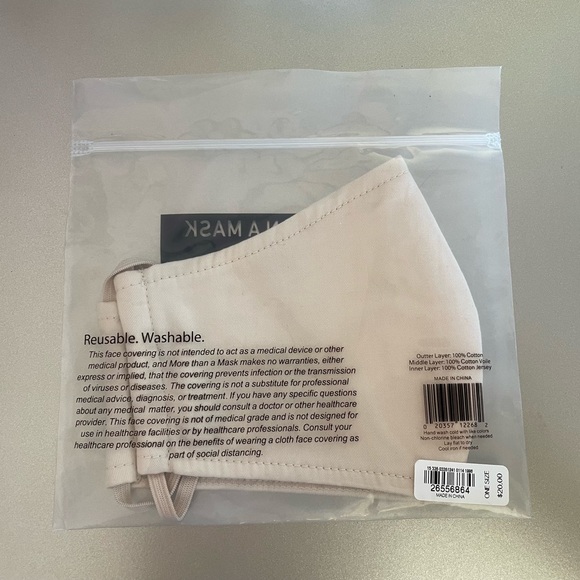 N A MASK
Reusable. Washable.
This face covering is not intended to act as a medical device or other
medical product, and More than a Mask makes no warranties, either
express or implied, that the covering prevents infection or the transmission
of viruses or diseases. The covering is not a substitute for professional
medical advice, diagnosis, or treatment. If you have any specific questions
about any medical matter, you should consult a doctor or other healthcare
provider. This face covering is not of medical grade and is not designed for
use in healthcare facilities or by healthcare professionals. Consult your
healthcare professional on the benefits of wearing a cloth face covering as
part of social distancing.
Outter Layer: 100% Cotton
Middle Layer: 100% Cotton Voile
Inner Layer: 100% Cotton Jersey
MADE IN CHINA
0 20357 12268 2
Hand wash cold with like colors
Non-chlorine bleach when needed
Lay flat to dry
Cool iron if needed
26556864
MADE IN CHINA
ONE SIZE
$20.00